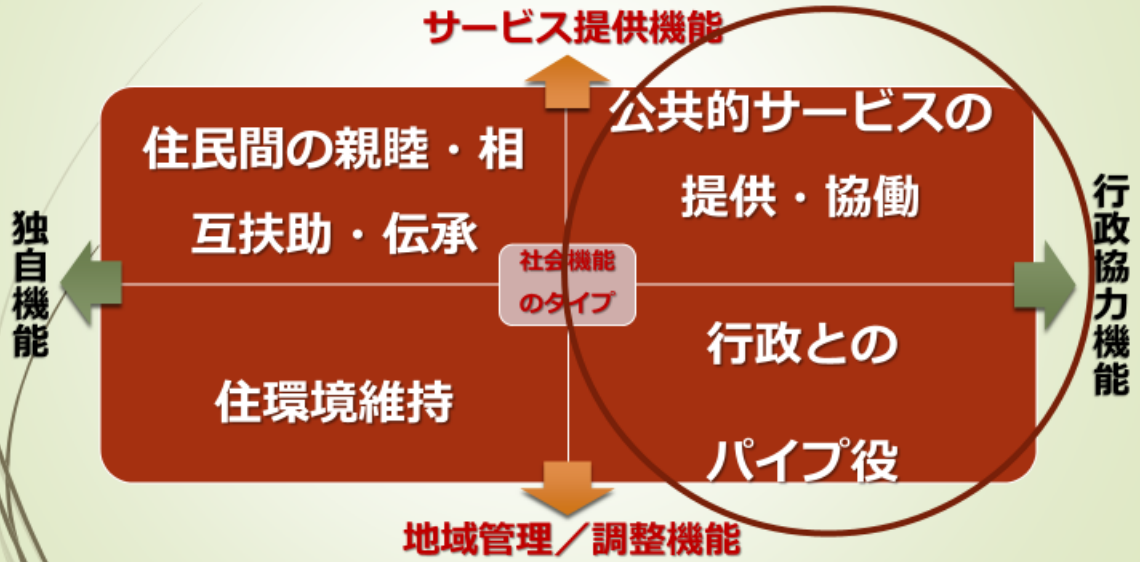 サービス提供機能
住民間の親睦・相
互扶助・伝承
公共的サービスの
提供・協働
独自機能
社会機能
のタイプ
行政協力機能
住環境維持
行政との
パイプ役
地域管理／調整機能